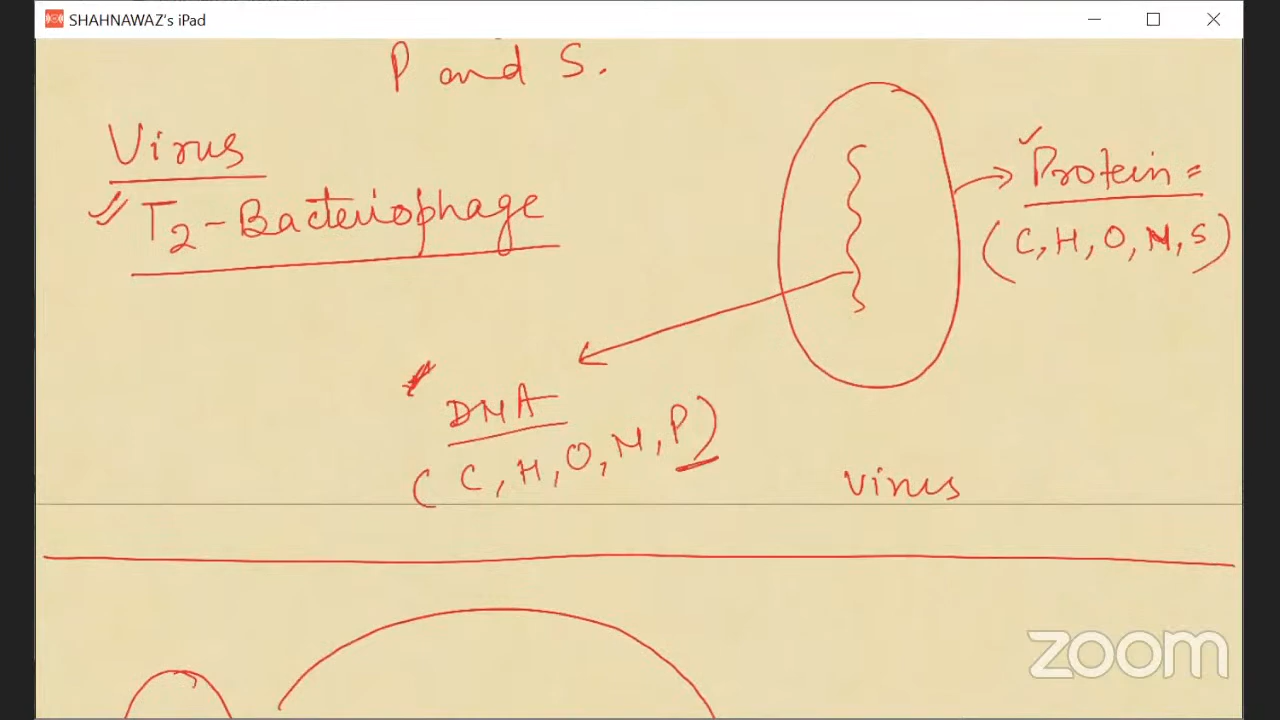 SHAHNAWAZ's iPad
P and S.
Virus
T2-Bacteriophage
Protein =
(C, H, O, N, S)
DNA
(C, H, O, N, P)
virus
zoom